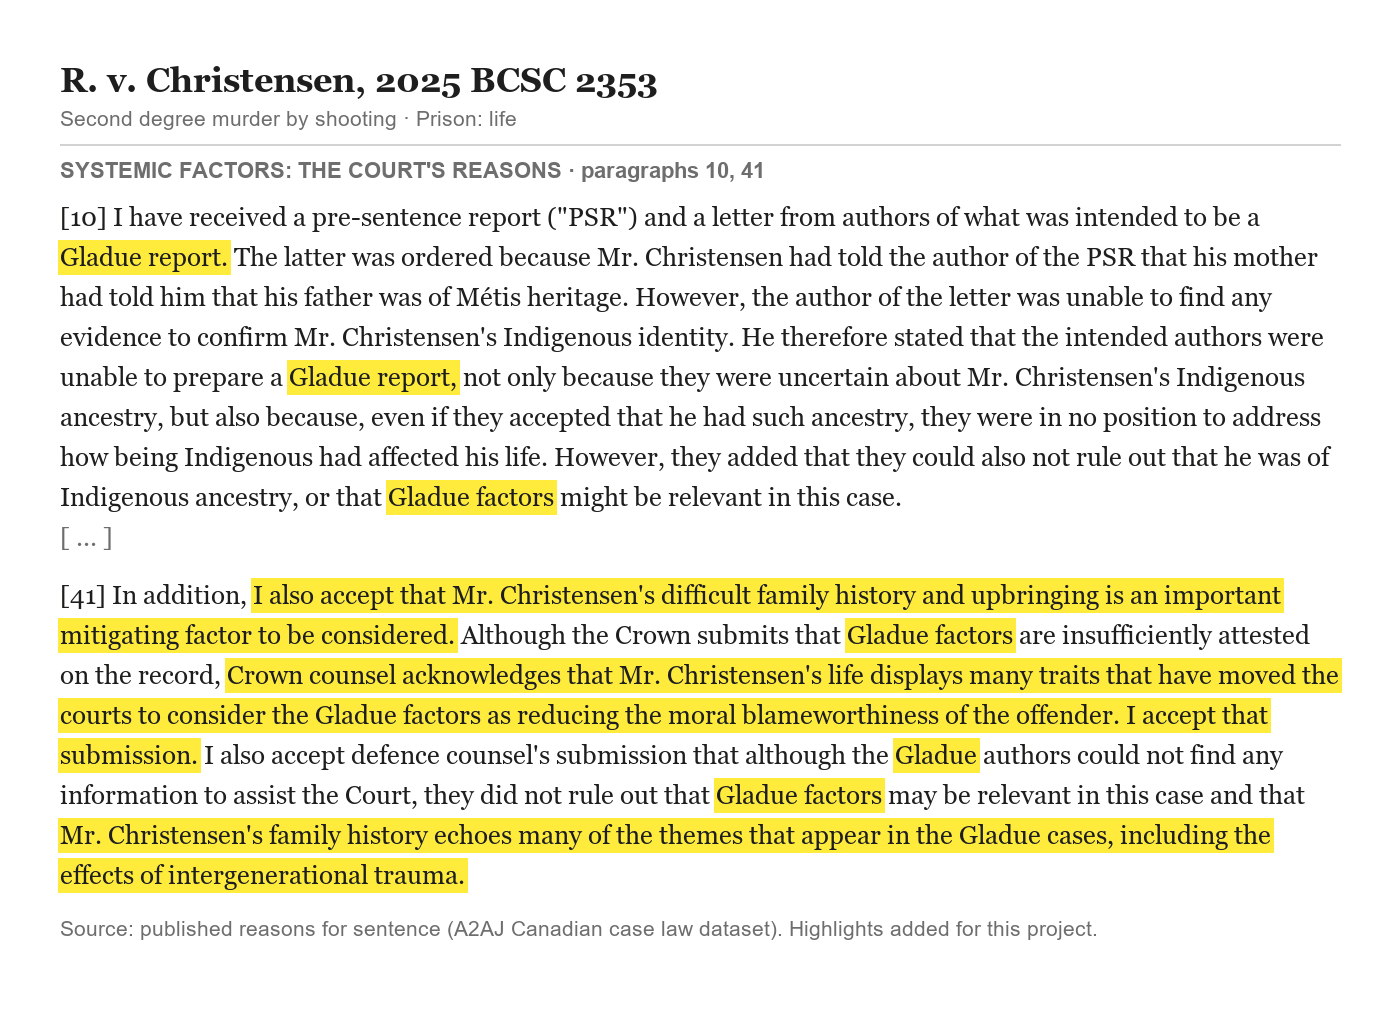 R. v. Christensen, 2025 BCSC 2353
Second degree murder by shooting · Prison: life
SYSTEMIC FACTORS: THE COURT'S REASONS · paragraphs 10, 41
[10] I have received a pre-sentence report ("PSR") and a letter from authors of what was intended to be a
Gladue report. The latter was ordered because Mr. Christensen had told the author of the PSR that his mother
had told him that his father was of Métis heritage. However, the author of the letter was unable to find any
evidence to confirm Mr. Christensen's Indigenous identity. He therefore stated that the intended authors were
unable to prepare a Gladue report, not only because they were uncertain about Mr. Christensen's Indigenous
ancestry, but also because, even if they accepted that he had such ancestry, they were in no position to address
how being Indigenous had affected his life. However, they added that they could also not rule out that he was of
Indigenous ancestry, or that Gladue factors might be relevant in this case.
[ ... ]
[41] In addition, I also accept that Mr. Christensen's difficult family history and upbringing is an important
mitigating factor to be considered. Although the Crown submits that Gladue factors are insufficiently attested
on the record, Crown counsel acknowledges that Mr. Christensen's life displays many traits that have moved the
courts to consider the Gladue factors as reducing the moral blameworthiness of the offender. I accept that
submission. I also accept defence counsel's submission that although the Gladue authors could not find any
information to assist the Court, they did not rule out that Gladue factors may be relevant in this case and that
Mr. Christensen's family history echoes many of the themes that appear in the Gladue cases, including the
effects of intergenerational trauma.
Source: published reasons for sentence (A2AJ Canadian case law dataset). Highlights added for this project.